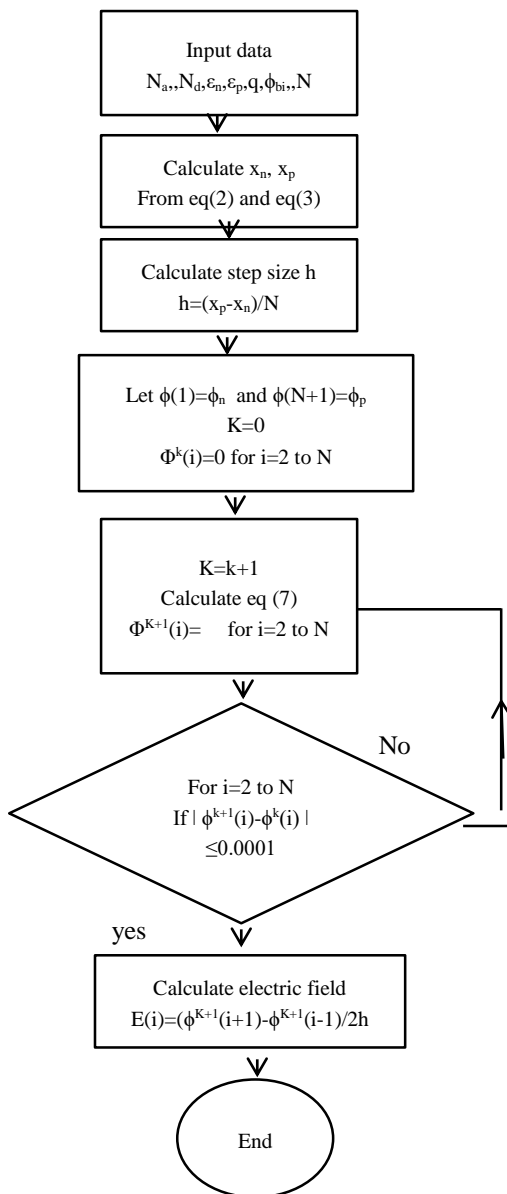 Input data
Nₐ,,N_d,εₙ,εₚ,q,ϕ_bi,,N
Calculate xₙ, xₚ
From eq(2) and eq(3)
Calculate step size h
h=(xₚ-xₙ)/N
Let ϕ(1)=ϕₙ and ϕ(N+1)=ϕₚ
K=0
Φᵏ(i)=0 for i=2 to N
K=k+1
Calculate eq (7)
Φᴷ⁺¹(i)= for i=2 to N
No
For i=2 to N
If | ϕᵏ⁺¹(i)-ϕᵏ(i) |
≤0.0001
yes
Calculate electric field
E(i)=(ϕᴷ⁺¹(i+1)-ϕᴷ⁺¹(i-1)/2h
End